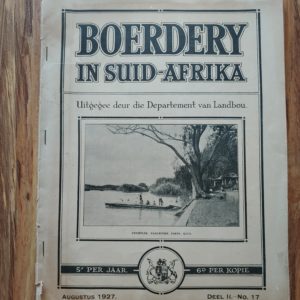 BOERDERY
IN SUID-AFRIKA
Uitgegee deur die Departement van Landbou.
5/- PER JAAR.
6D PER KOPIE.
AUGUSTUS 1927.
DEEL II.—No. 17